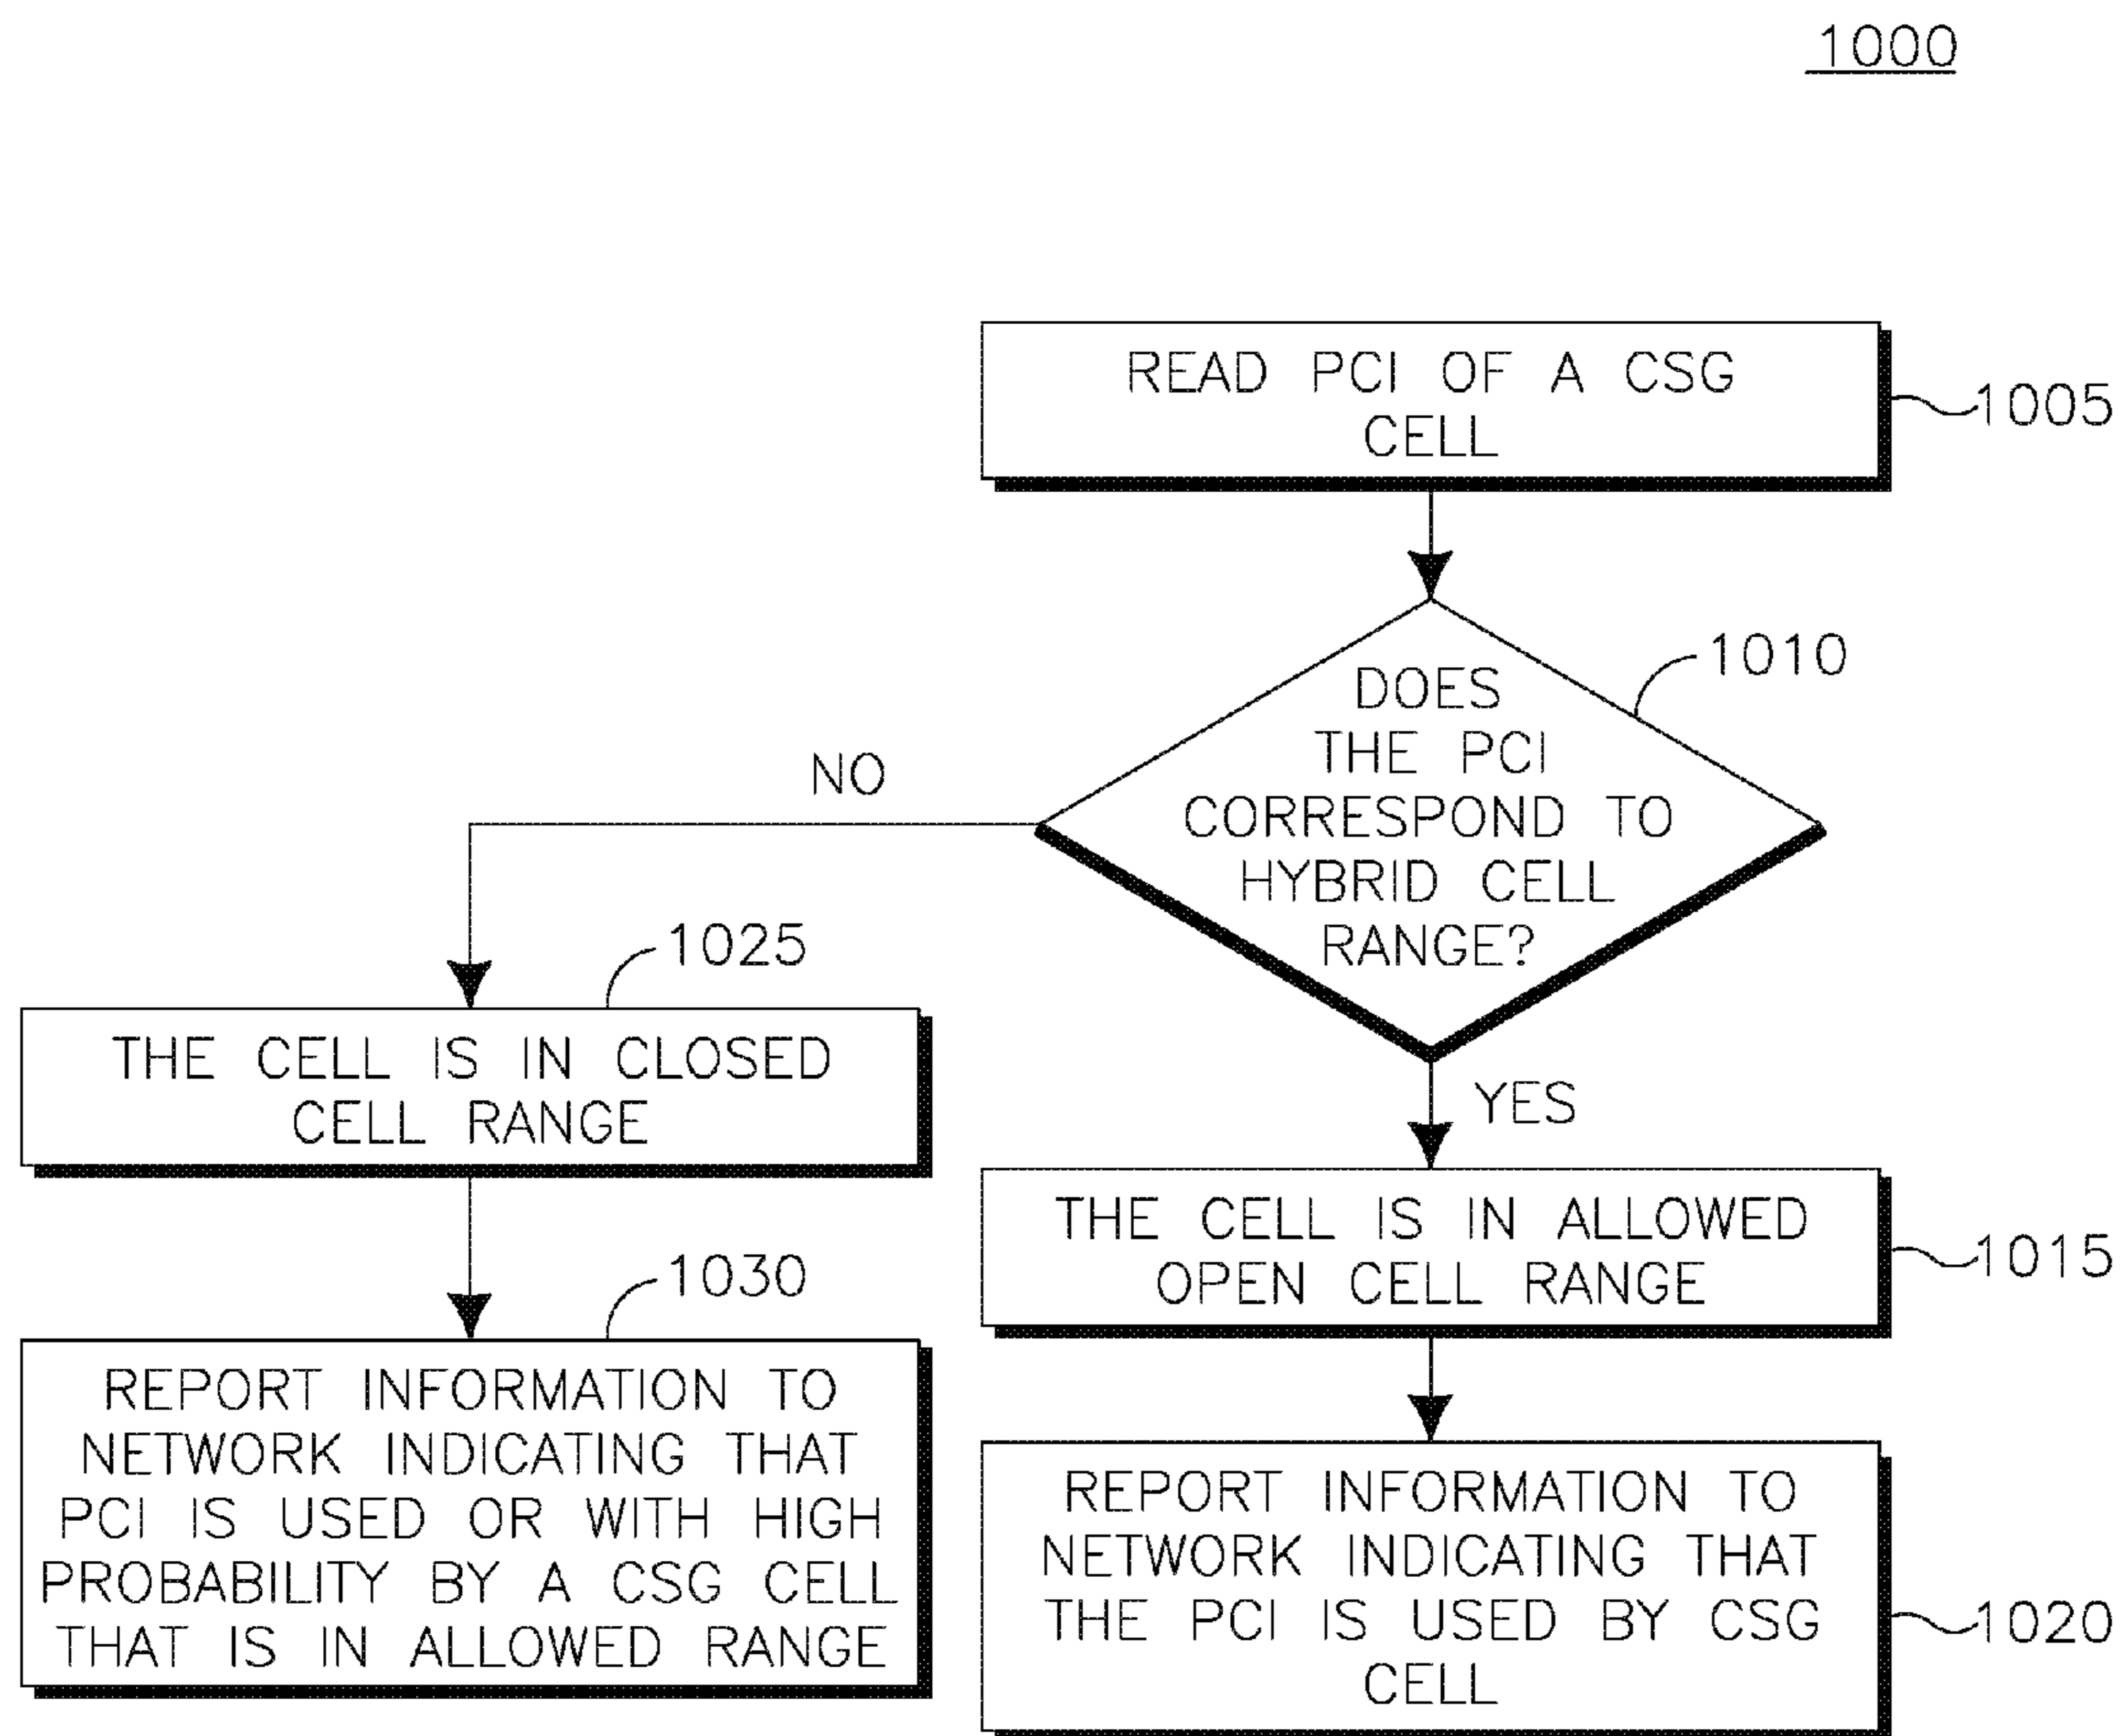 1000
READ PCI OF A CSG
CELL
1005
DOES
THE PCI
CORRESPOND TO
HYBRID CELL
RANGE?
1010
NO
YES
1025
THE CELL IS IN CLOSED
CELL RANGE
1030
REPORT INFORMATION TO
NETWORK INDICATING THAT
PCI IS USED OR WITH HIGH
PROBABILITY BY A CSG CELL
THAT IS IN ALLOWED RANGE
THE CELL IS IN ALLOWED
OPEN CELL RANGE
1015
REPORT INFORMATION TO
NETWORK INDICATING THAT
THE PCI IS USED BY CSG
CELL
1020